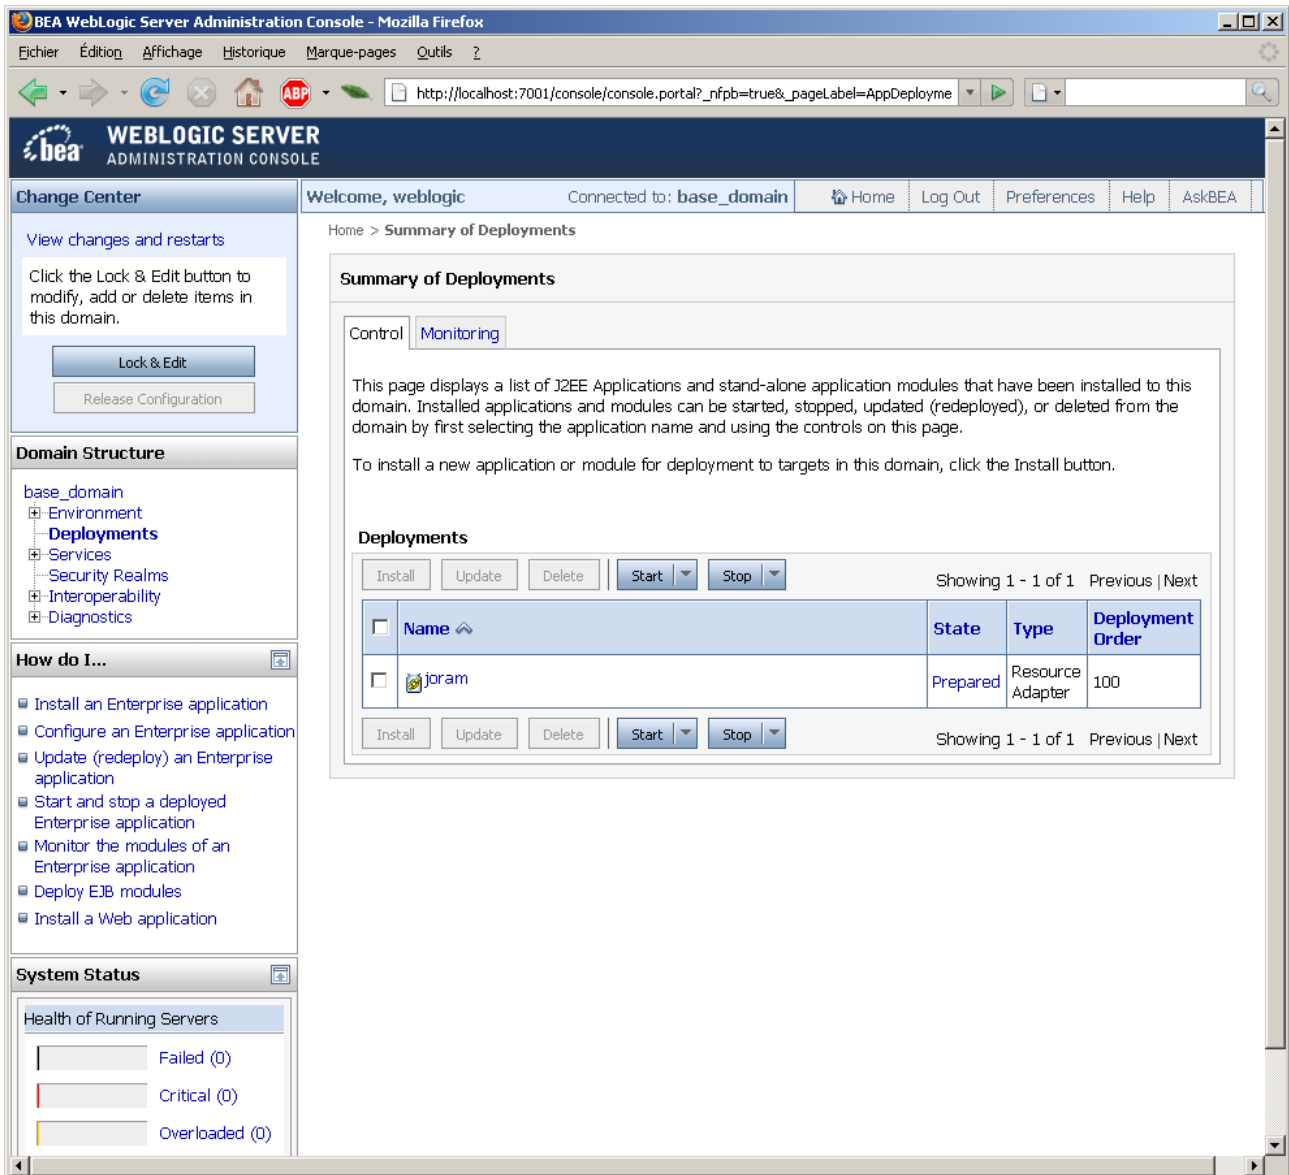 BEA WebLogic Server Administration Console - Mozilla Firefox
Fichier Édition Affichage Historique Marque-pages Outils ?
ABP http://localhost:7001/console/console.portal?_nfpb=true&_pageLabel=AppDeployme
bea WEBLOGIC SERVER
ADMINISTRATION CONSOLE
Change Center
Welcome, weblogic Connected to: base_domain Home Log Out Preferences Help AskBEA
View changes and restarts
Click the Lock & Edit button to
modify, add or delete items in
this domain.
Lock & Edit
Release Configuration
Domain Structure
base_domain
Environment
Deployments
Services
Security Realms
Interoperability
Diagnostics
How do I...
Install an Enterprise application
Configure an Enterprise application
Update (redeploy) an Enterprise
application
Start and stop a deployed
Enterprise application
Monitor the modules of an
Enterprise application
Deploy EJB modules
Install a Web application
System Status
Health of Running Servers
Failed (0)
Critical (0)
Overloaded (0)
Home > Summary of Deployments
Summary of Deployments
Control Monitoring
This page displays a list of J2EE Applications and stand-alone application modules that have been installed to this
domain. Installed applications and modules can be started, stopped, updated (redeployed), or deleted from the
domain by first selecting the application name and using the controls on this page.
To install a new application or module for deployment to targets in this domain, click the Install button.
Deployments
Install Update Delete Start Stop Showing 1 - 1 of 1 Previous | Next
Name State Type Deployment
Order
joram Prepared Resource
Adapter 100
Install Update Delete Start Stop Showing 1 - 1 of 1 Previous | Next